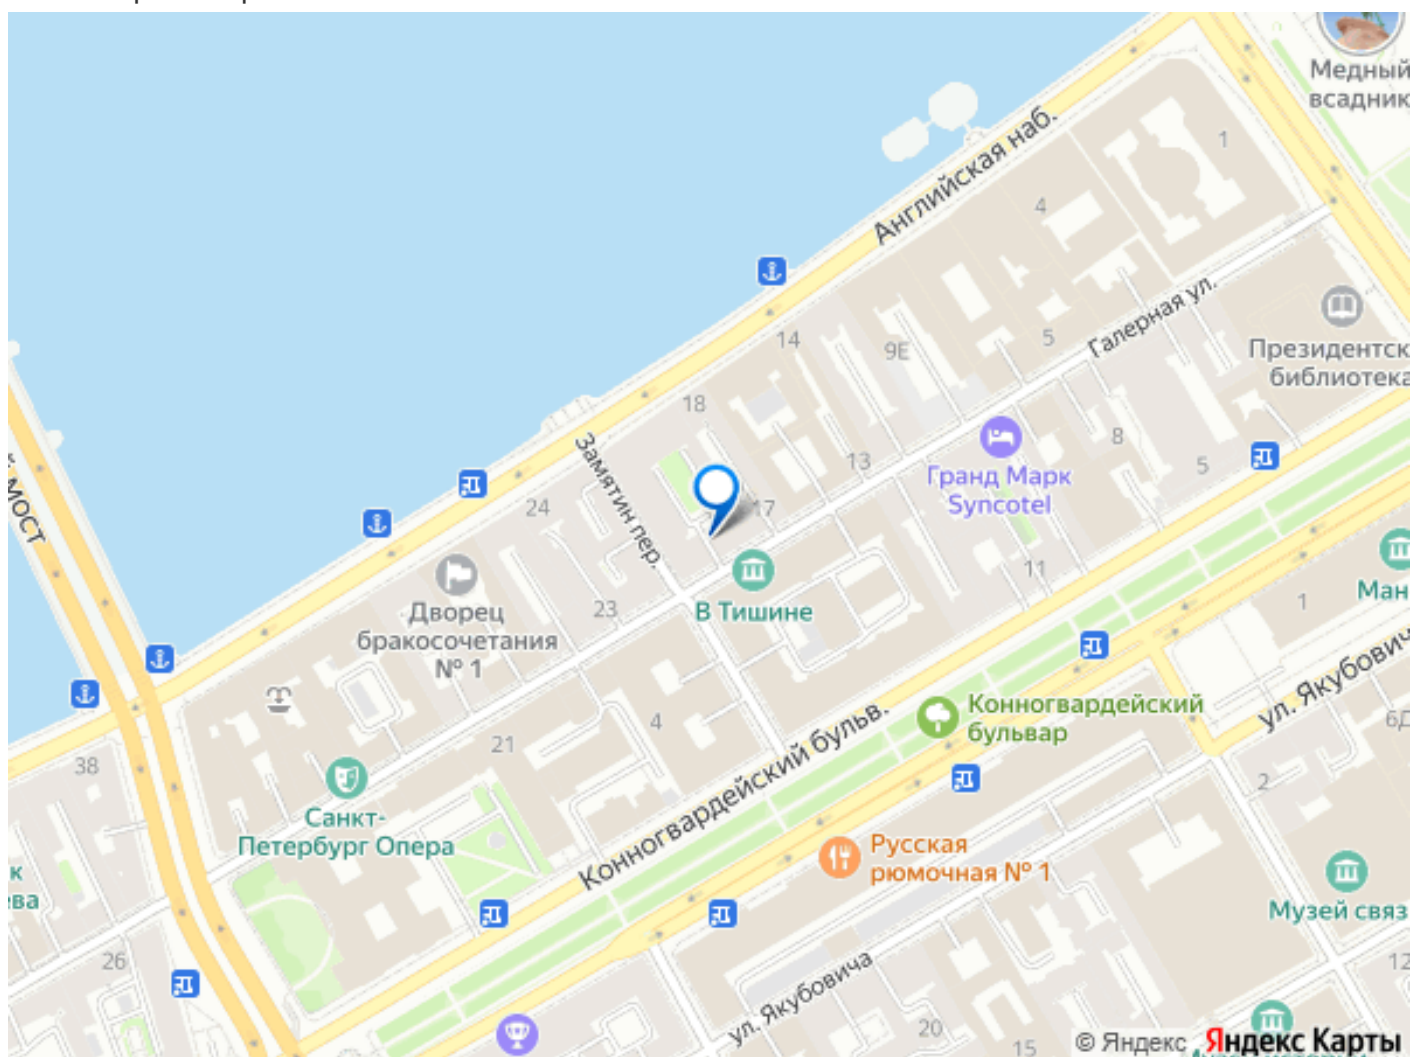 Медный
всадник
1
Английская наб.
4
Галерная ул.
5
14
9Е
Президентск
библиотека
18
Замятин пер.
13
Гранд Марк
Syncotel
8
5
мост
24
17
11
Ман
1
В Тишине
23
Дворец
бракосочетания
№ 1
ул. Якубович
Конногвардейский
бульвар
6Д
4
21
38
2
Санкт-
Петербург Опера
Конногвардейский бульв.
Русская
рюмочная № 1
к
ева
Музей связ
26
12
ул. Якубовича
20
15
© Яндекс
Яндекс Карты